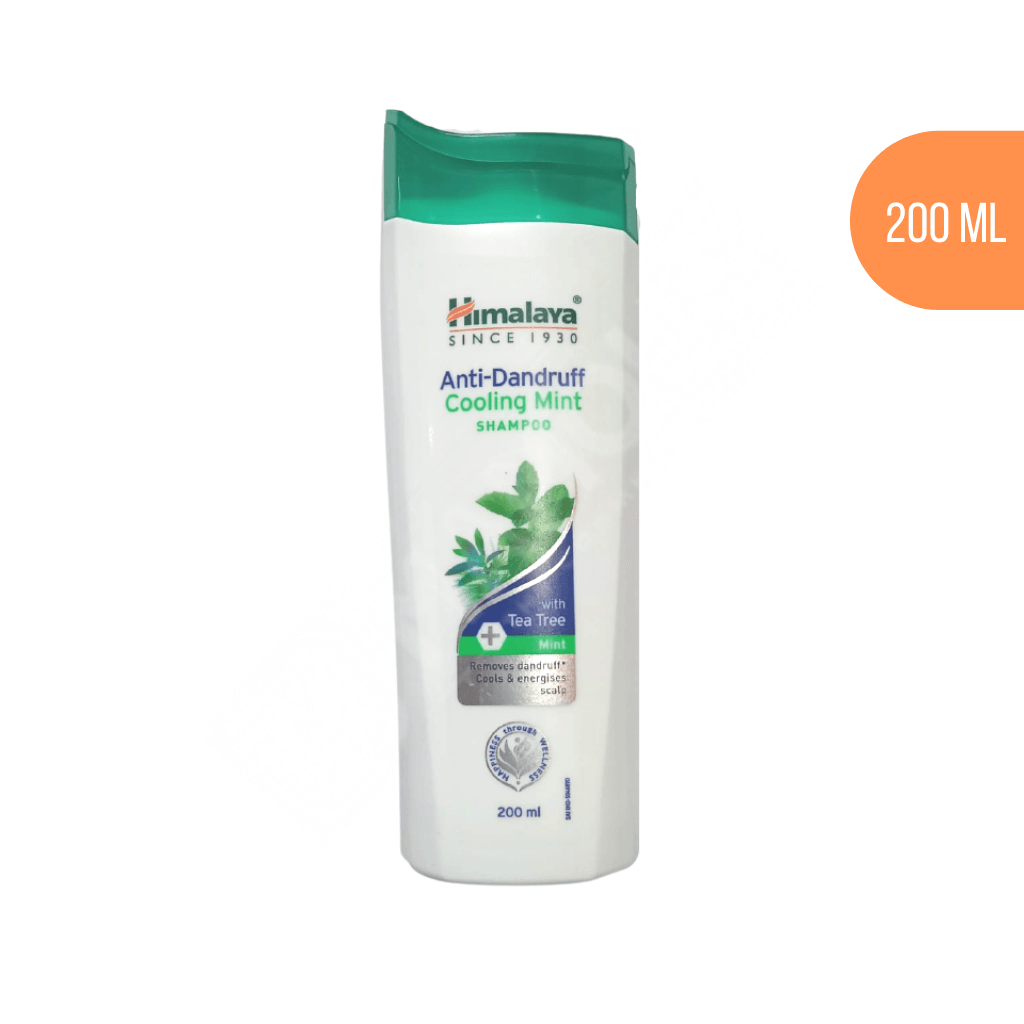 200 ML
Himalaya®
SINCE 1930
Anti-Dandruff
Cooling Mint
SHAMPOO
with
Tea Tree
Mint
Removes dandruff*
Cools & energises
scalp
HAPPINESS through WELLNESS
200 ml